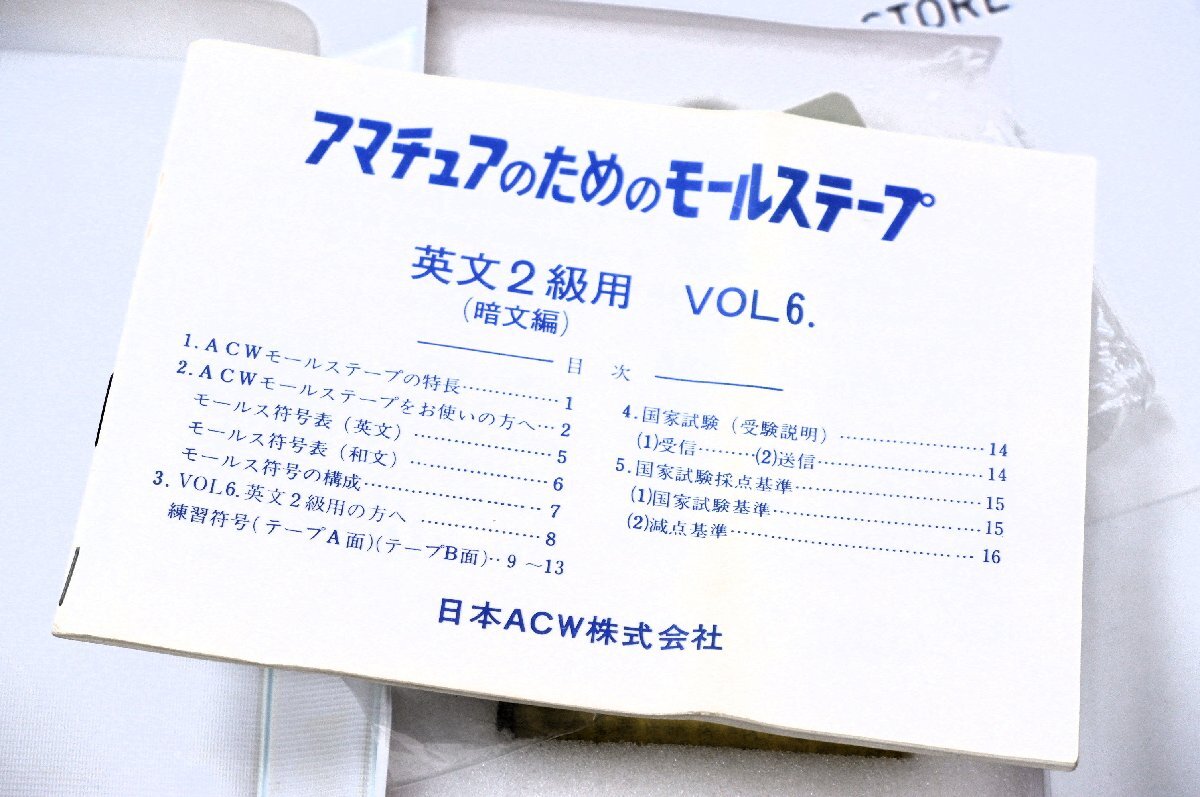 STORE
アマチュアのためのモールステープ
英文2級用 VOL6.
(暗文編)
目次
1.ACWモールステープの特長……………1
2.ACWモールステープをお使いの方へ…2
モールス符号表(英文)……………………5
モールス符号表(和文)……………………6
モールス符号の構成…………………………7
3.VOL6.英文2級用の方へ………………8
練習符号(テープA面)(テープB面)‥9~13
4.国家試験(受験説明)……………………14
(1)受信………(2)送信………………………14
5.国家試験採点基準…………………………15
(1)国家試験基準……………………………15
(2)減点基準…………………………………16
日本ACW株式会社